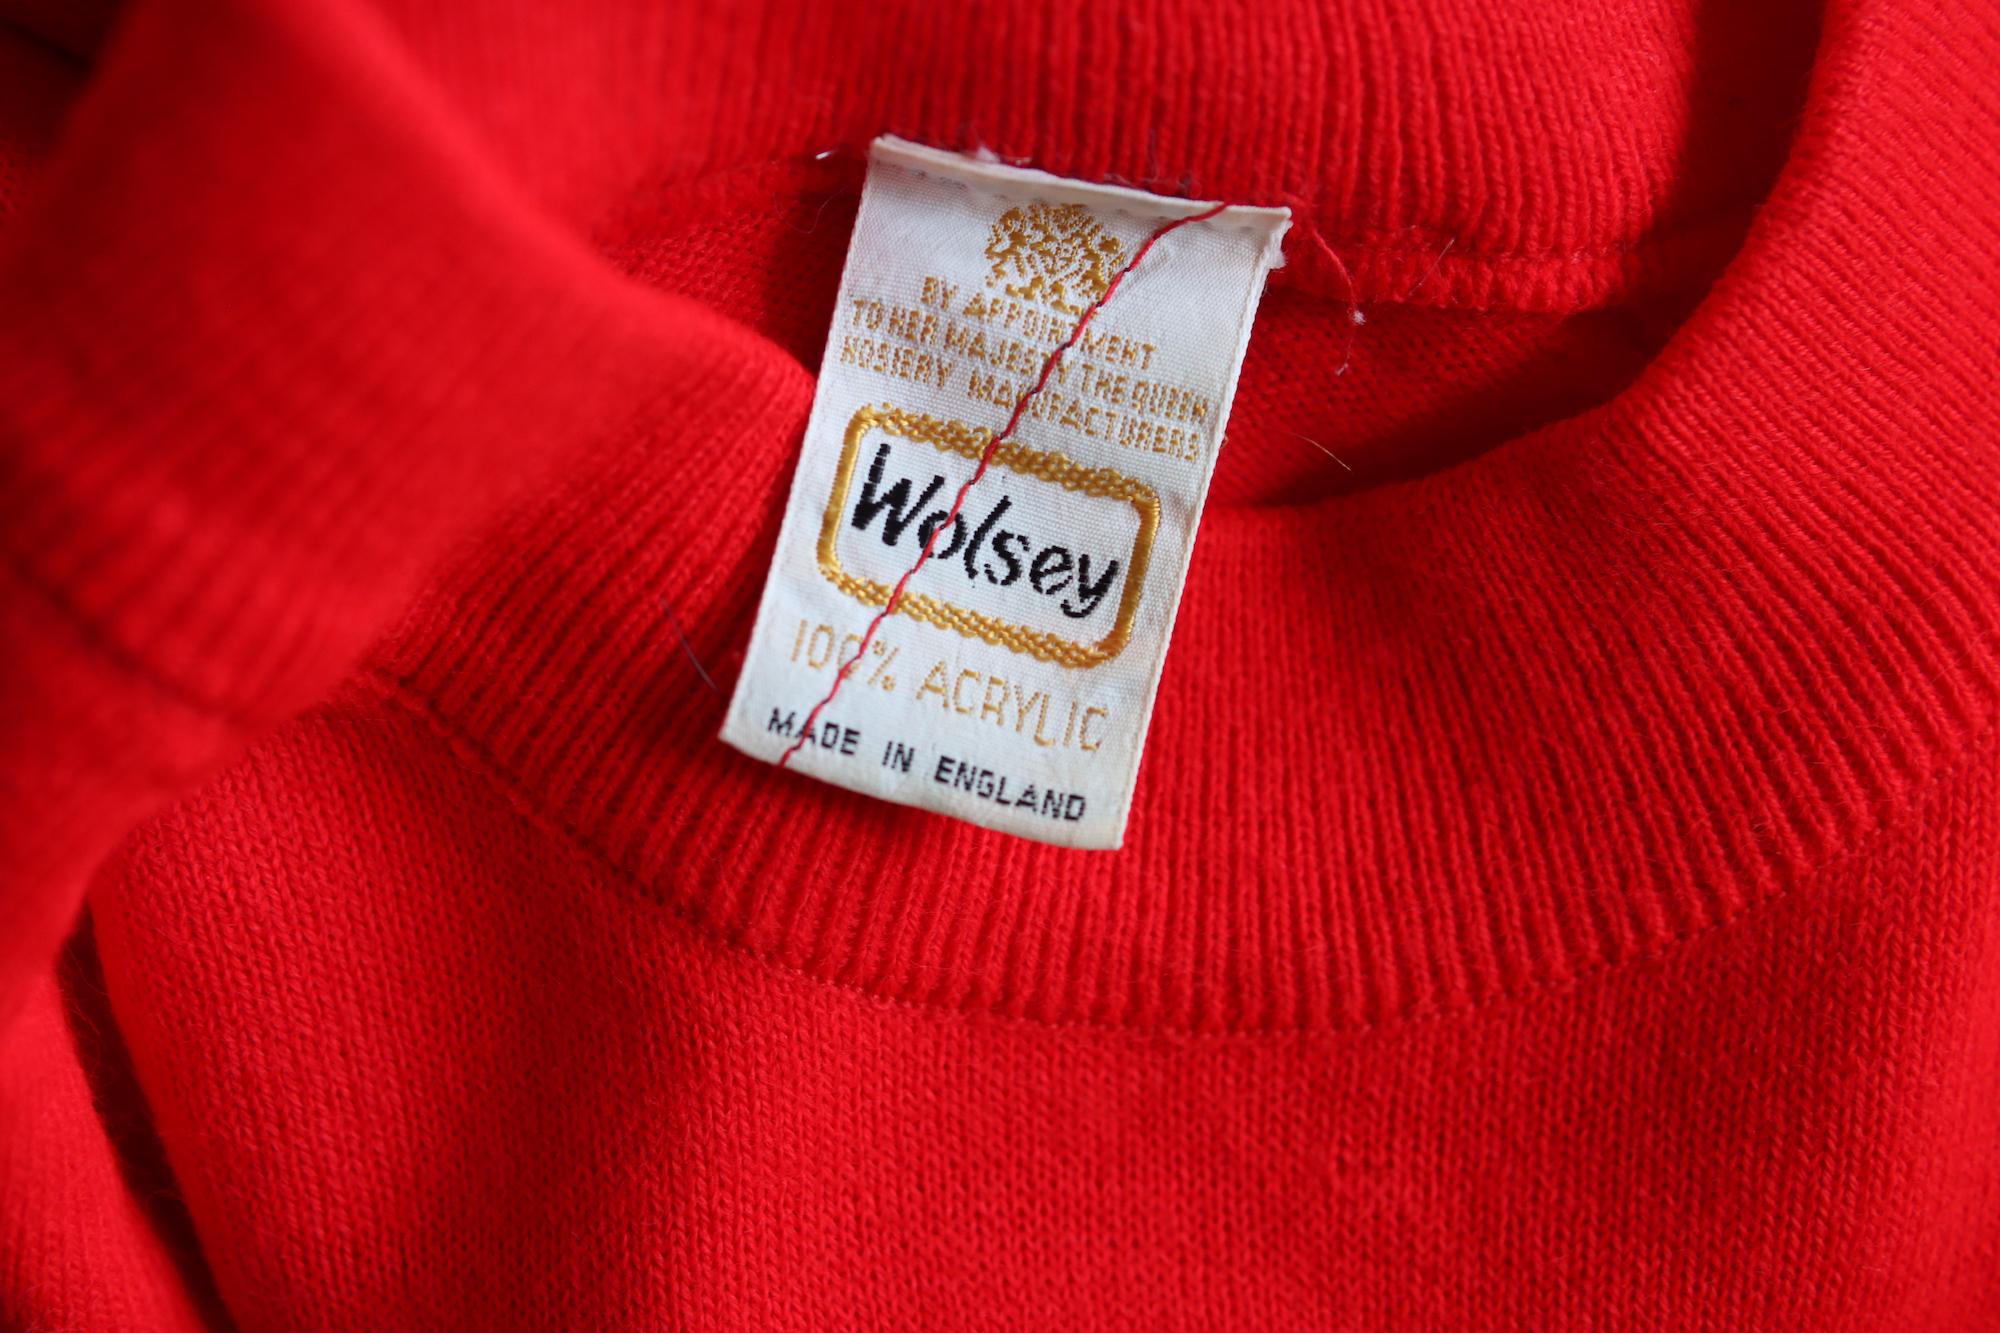 BY APPOINTMENT
TO HER MAJESTY THE QUEEN
HOSIERY MANUFACTURERS
Wolsey
100% ACRYLIC
MADE IN ENGLAND